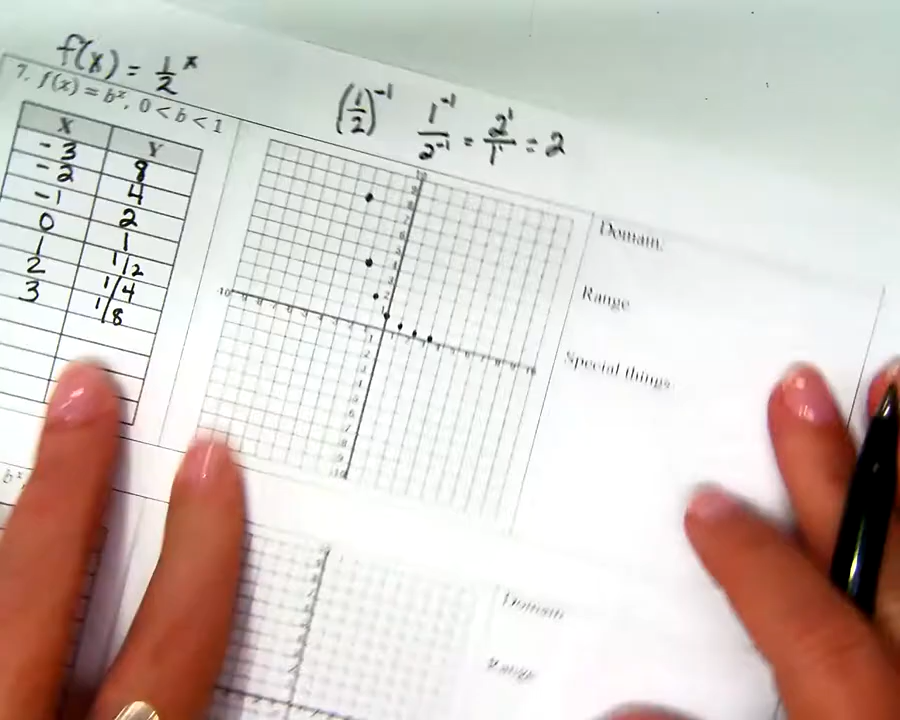 f(x) = 1/2^x
7. f(x) = b^x, 0 < b < 1
(1/2)^-1 1^-1/2^-1 = 2^1/1^1 = 2
X Y
-3 8
-2 4
-1 2
0 1
1 1/2
2 1/4
3 1/8
Domain:
Range
Special things:
b^x,
Domain
Range